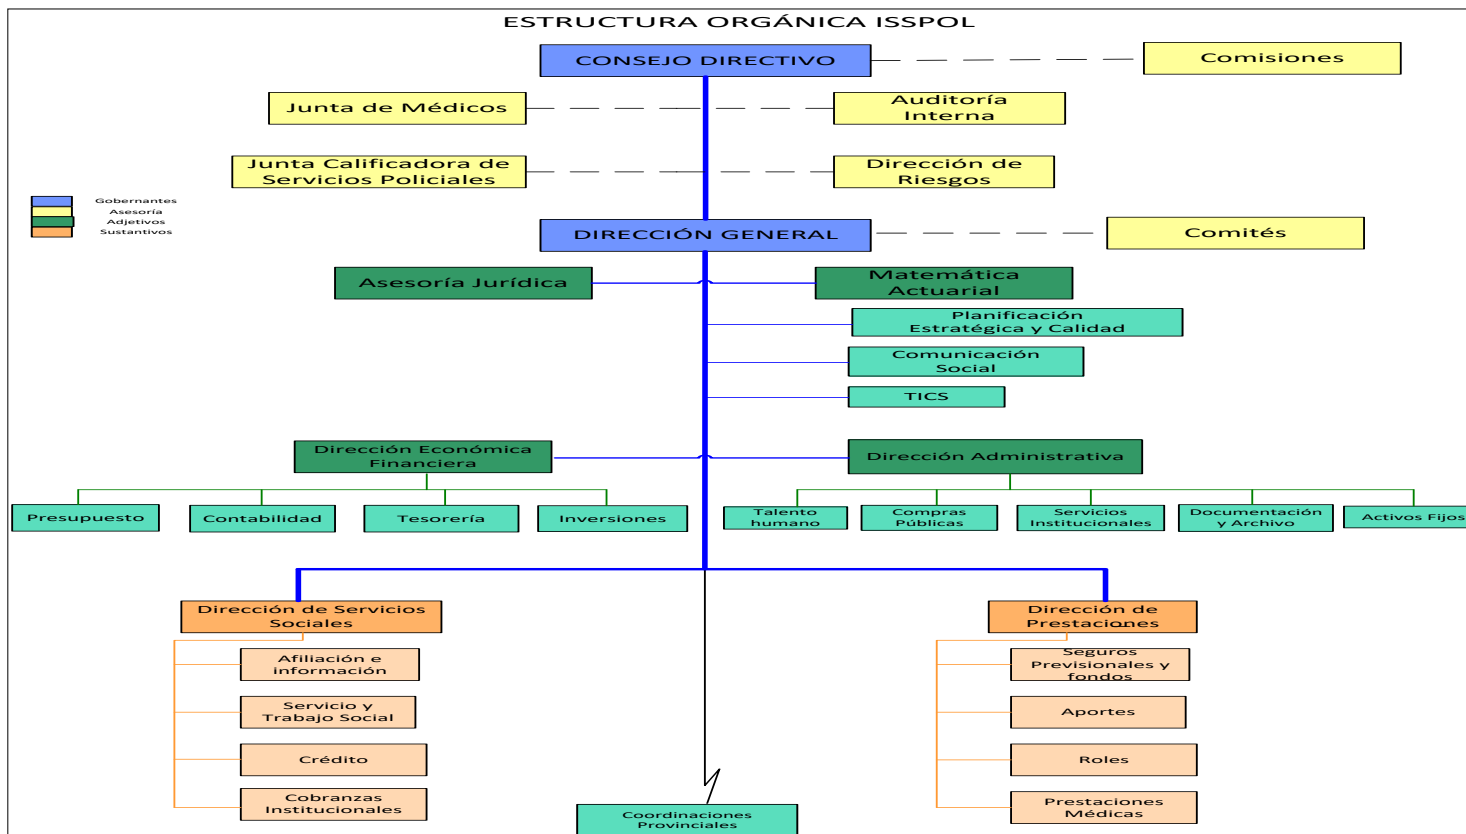 ESTRUCTURA ORGÁNICA ISSPOL
CONSEJO DIRECTIVO
Comisiones
Junta de Médicos
Auditoría
Interna
Junta Calificadora de
Servicios Policiales
Dirección de
Riesgos
Gobernantes
Asesoría
Adjetivos
Sustantivos
DIRECCIÓN GENERAL
Comités
Asesoría Jurídica
Matemática
Actuarial
Planificación
Estratégica y Calidad
Comunicación
Social
TICS
Dirección Económica
Financiera
Dirección Administrativa
Presupuesto
Contabilidad
Tesorería
Inversiones
Talento
humano
Compras
Públicas
Servicios
Institucionales
Documentación
y Archivo
Activos Fijos
Dirección de Servicios
Sociales
Dirección de
Prestaciones
Afiliación e
información
Servicio y
Trabajo Social
Crédito
Cobranzas
Institucionales
Seguros
Previsionales y
fondos
Aportes
Roles
Prestaciones
Médicas
Coordinaciones
Provinciales